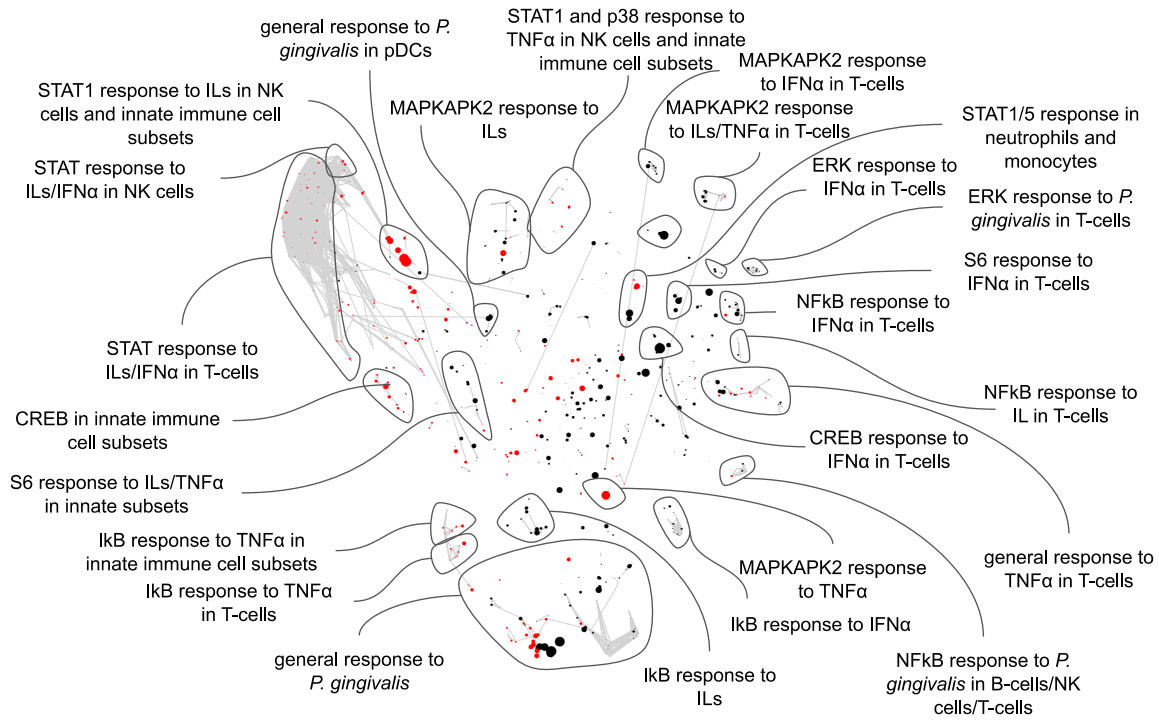 general response to P.
gingivalis in pDCs
STAT1 and p38 response to
TNFα in NK cells and innate
immune cell subsets
MAPKAPK2 response
to IFNα in T-cells
STAT1 response to ILs in NK
cells and innate immune cell
subsets
MAPKAPK2 response to
ILs
MAPKAPK2 response
to ILs/TNFα in T-cells
STAT1/5 response in
neutrophils and
monocytes
STAT response to
ILs/IFNα in NK cells
ERK response to
IFNα in T-cells
ERK response to P.
gingivalis in T-cells
S6 response to
IFNα in T-cells
NFkB response to
IFNα in T-cells
STAT response to
ILs/IFNα in T-cells
NFkB response to
IL in T-cells
CREB in innate immune
cell subsets
CREB response to
IFNα in T-cells
S6 response to ILs/TNFα
in innate subsets
IkB response to TNFα in
innate immune cell subsets
general response to
TNFα in T-cells
MAPKAPK2 response
to TNFα
IkB response to TNFα
in T-cells
IkB response to IFNα
general response to
P. gingivalis
IkB response to
ILs
NFkB response to P.
gingivalis in B-cells/NK
cells/T-cells